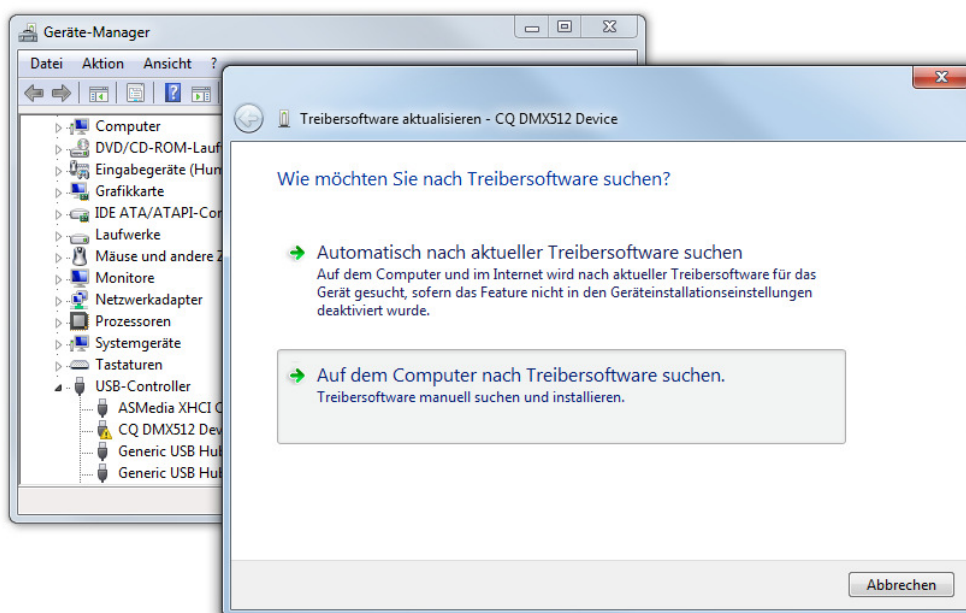 Geräte-Manager
Datei Aktion Ansicht ?
Computer
DVD/CD-ROM-Lauf
Eingabegeräte (Hum
Grafikkarte
IDE ATA/ATAPI-Con
Laufwerke
Mäuse und andere Z
Monitore
Netzwerkadapter
Prozessoren
Systemgeräte
Tastaturen
USB-Controller
ASMedia XHCI C
CQ DMX512 Dev
Generic USB Hub
Generic USB Hub
Treibersoftware aktualisieren - CQ DMX512 Device
Wie möchten Sie nach Treibersoftware suchen?
Automatisch nach aktueller Treibersoftware suchen
Auf dem Computer und im Internet wird nach aktueller Treibersoftware für das
Gerät gesucht, sofern das Feature nicht in den Geräteinstallationseinstellungen
deaktiviert wurde.
Auf dem Computer nach Treibersoftware suchen.
Treibersoftware manuell suchen und installieren.
Abbrechen